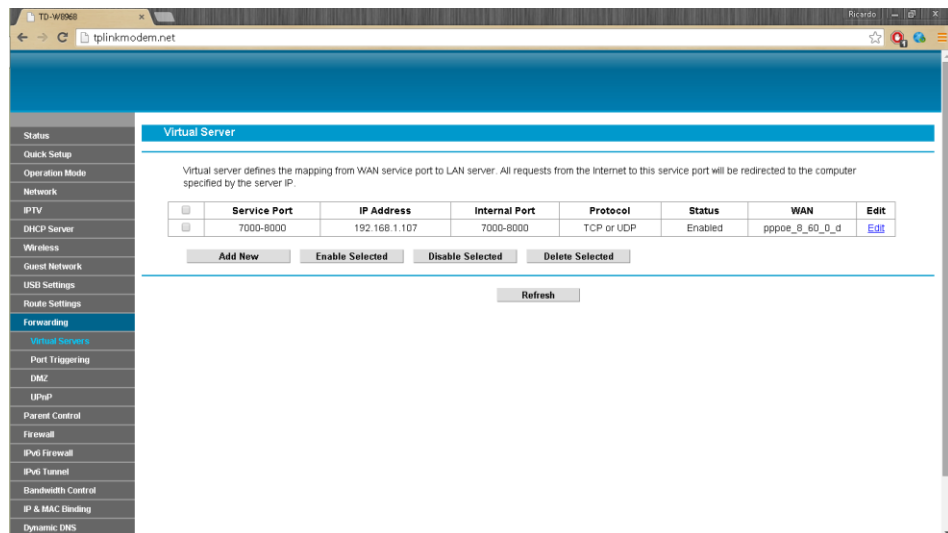 TD-W8968
Ricardo
tplinkmodem.net
Status
Quick Setup
Operation Mode
Network
IPTV
DHCP Server
Wireless
Guest Network
USB Settings
Route Settings
Forwarding
Virtual Servers
Port Triggering
DMZ
UPnP
Parent Control
Firewall
IPv6 Firewall
IPv6 Tunnel
Bandwidth Control
IP & MAC Binding
Dynamic DNS
Virtual Server
Virtual server defines the mapping from WAN service port to LAN server. All requests from the Internet to this service port will be redirected to the computer
specified by the server IP.
Service Port IP Address Internal Port Protocol Status WAN Edit
7000-8000 192.168.1.107 7000-8000 TCP or UDP Enabled pppoe_8_60_0_d Edit
Add New Enable Selected Disable Selected Delete Selected
Refresh